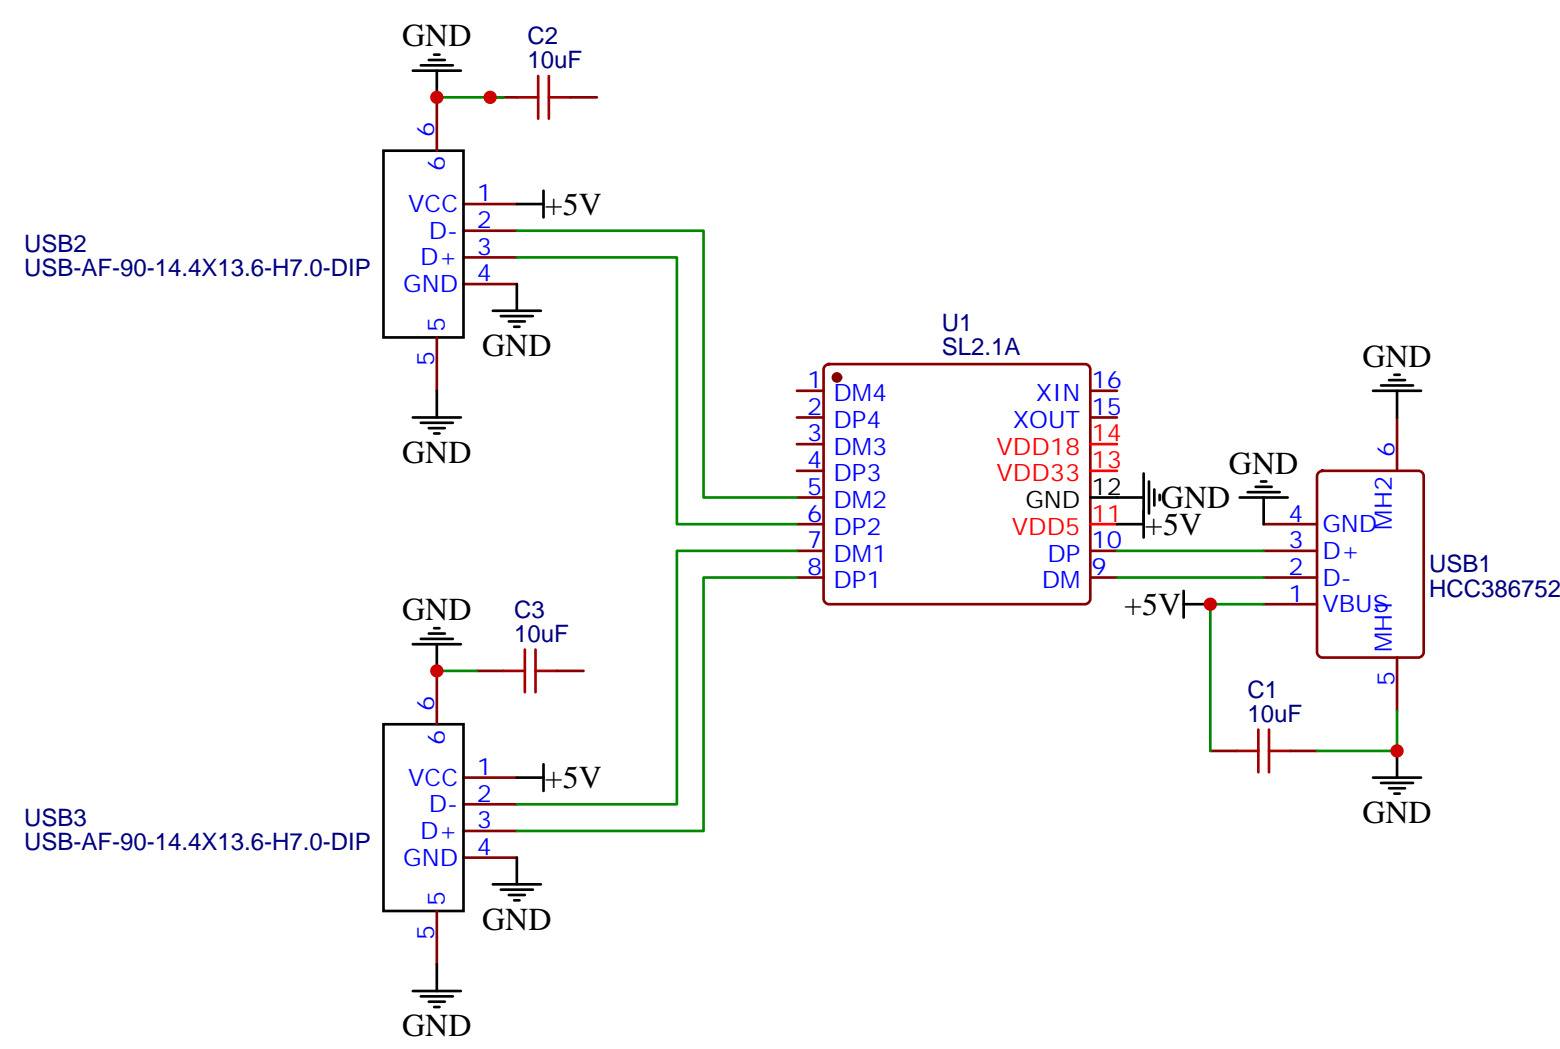 GND
C2
10uF
6
6
VCC 1 +5V
D- 2
D+ 3
GND 4
5
5
GND
GND
USB2
USB-AF-90-14.4X13.6-H7.0-DIP
GND
C3
10uF
6
6
VCC 1 +5V
D- 2
D+ 3
GND 4
5
5
GND
GND
USB3
USB-AF-90-14.4X13.6-H7.0-DIP
U1
SL2.1A
1 DM4 XIN 16
2 DP4 XOUT 15
3 DM3 VDD18 14
4 DP3 VDD33 13
5 DM2 GND 12 GND
6 DP2 VDD5 11 +5V
7 DM1 DP 10
8 DP1 DM 9
GND
6
MH2
GND
4 GND
3 D+
2 D-
+5V 1 VBUS
MH1
5
USB1
HCC386752
C1
10uF
GND